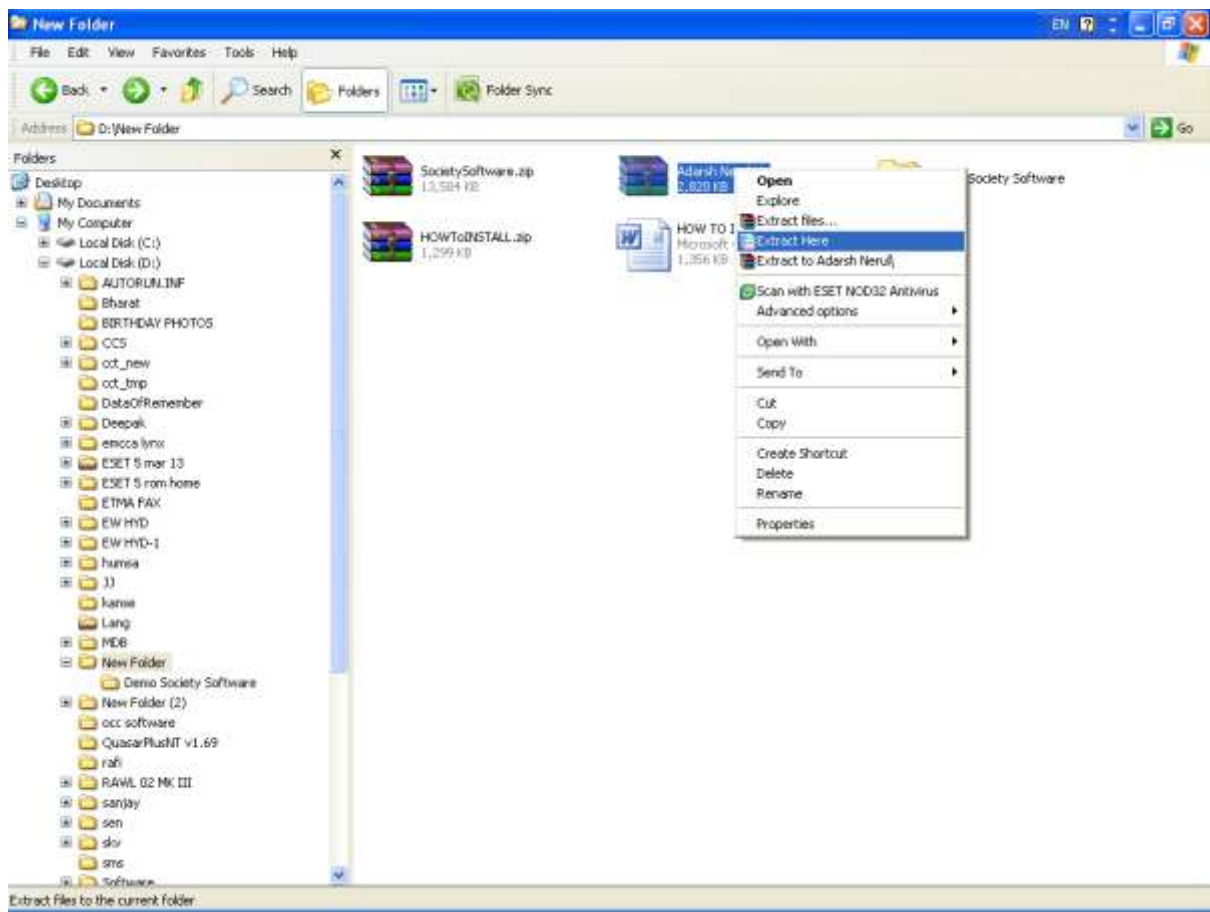 New Folder
EN
File Edit View Favorites Tools Help
Back Search Folders Folder Sync
Address D:\New Folder Go
Folders
Desktop
My Documents
My Computer
Local Disk (C:)
Local Disk (D:)
AUTORUN.INF
Bharat
BIRTHDAY PHOTOS
CCS
cct_new
cct_tmp
DataOfRemember
Deepak
emcca lynx
ESET 5 mar 13
ESET 5 rom home
ETMA PAX
EW HYD
EW HYD-1
humsa
JJ
kanse
Lang
MDB
New Folder
Demo Society Software
New Folder (2)
occ software
QuasarPlusNT v1.69
rafi
RAWL 02 MK III
sanjay
sen
sky
sms
Software
SocietySoftware.zip
13,584 KB
Adarsh Ne
2,820 KB
Society Software
HOWToINSTALL.zip
1,299 KB
HOW TO I
Microsoft
1,356 KB
Open
Explore
Extract files...
Extract Here
Extract to Adarsh Nerul\
Scan with ESET NOD32 Antivirus
Advanced options
Open With
Send To
Cut
Copy
Create Shortcut
Delete
Rename
Properties
Extract files to the current folder